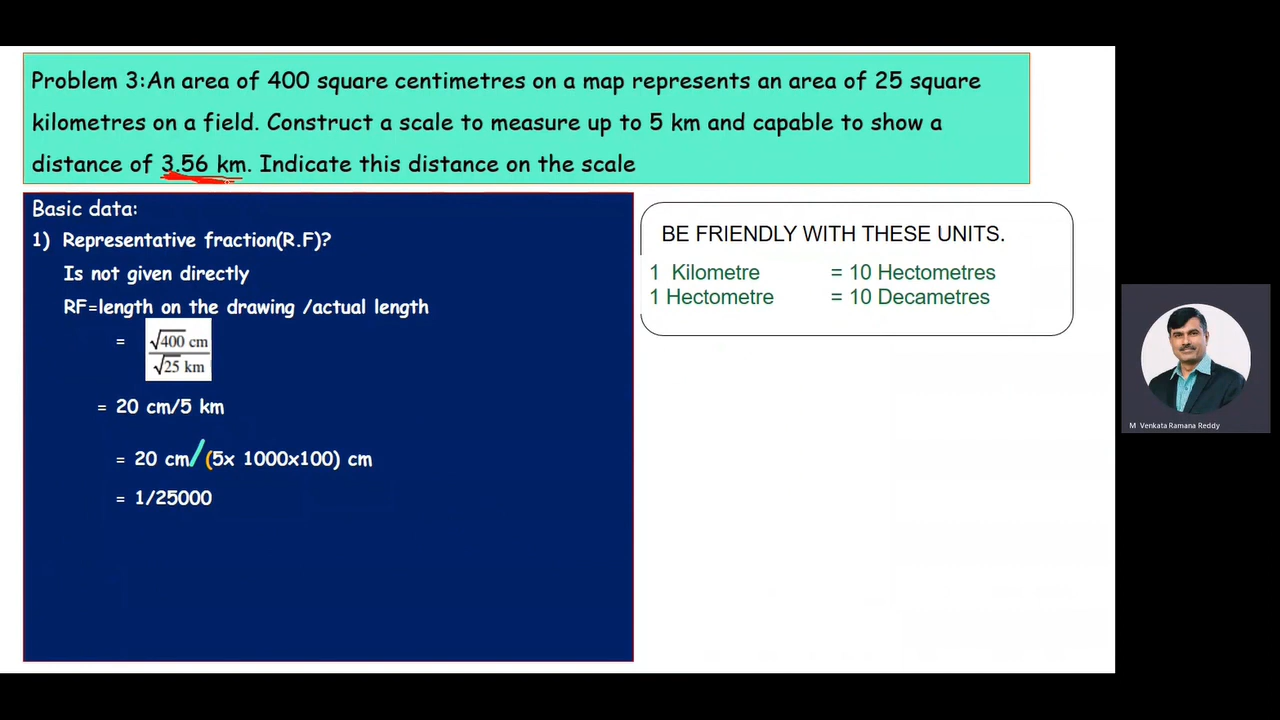 Problem 3:An area of 400 square centimetres on a map represents an area of 25 square
kilometres on a field. Construct a scale to measure up to 5 km and capable to show a
distance of 3.56 km. Indicate this distance on the scale
Basic data:
1) Representative fraction(R.F)?
Is not given directly
RF=length on the drawing /actual length
= √400 cm
√25 km
= 20 cm/5 km
= 20 cm/(5x 1000x100) cm
= 1/25000
BE FRIENDLY WITH THESE UNITS.
1 Kilometre = 10 Hectometres
1 Hectometre = 10 Decametres
M Venkata Ramana Reddy